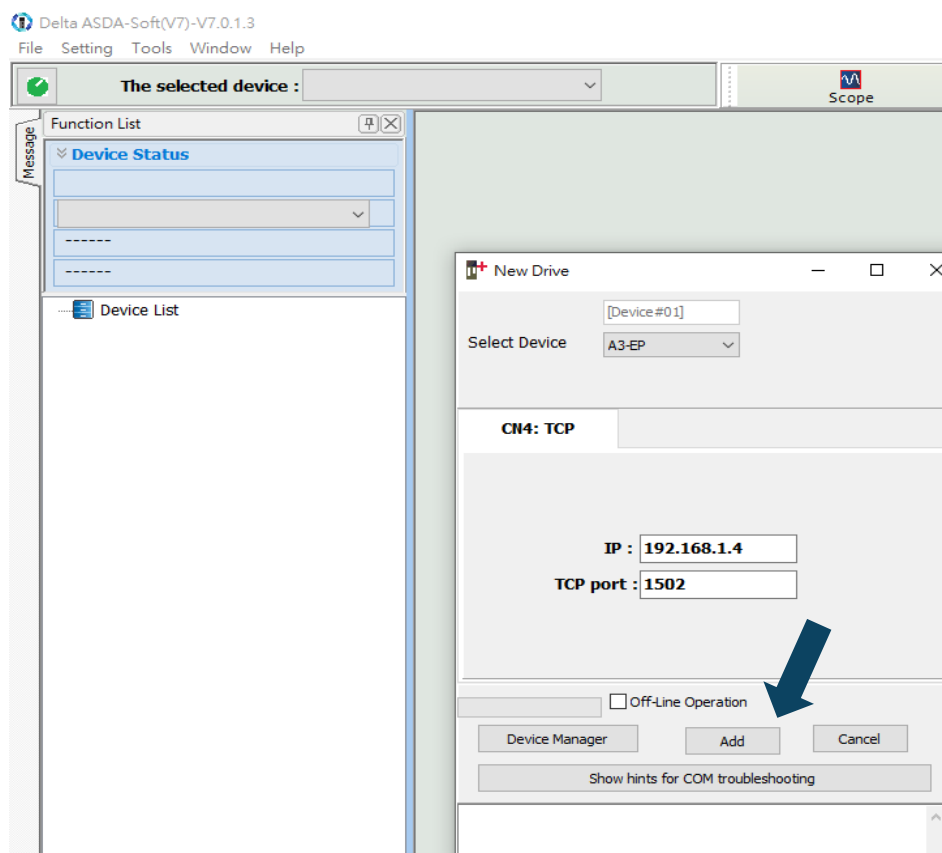 Delta ASDA-Soft(V7)-V7.0.1.3
File Setting Tools Window Help
The selected device :
Scope
Message
Function List
Device Status
------
------
Device List
New Drive
[Device#01]
Select Device
A3-EP
CN4: TCP
IP : 192.168.1.4
TCP port : 1502
Off-Line Operation
Device Manager
Add
Cancel
Show hints for COM troubleshooting